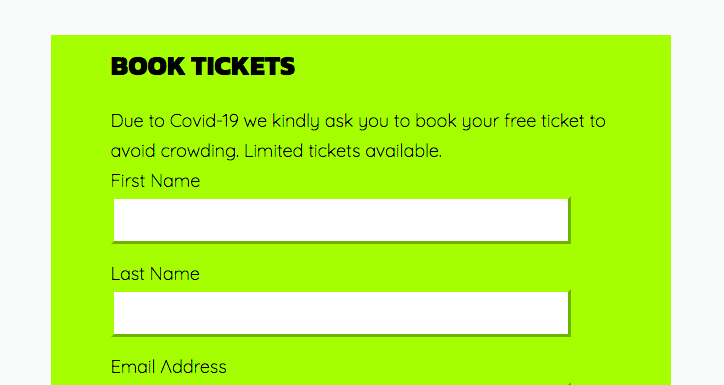 BOOK TICKETS
Due to Covid-19 we kindly ask you to book your free ticket to
avoid crowding. Limited tickets available.
First Name
Last Name
Email Address